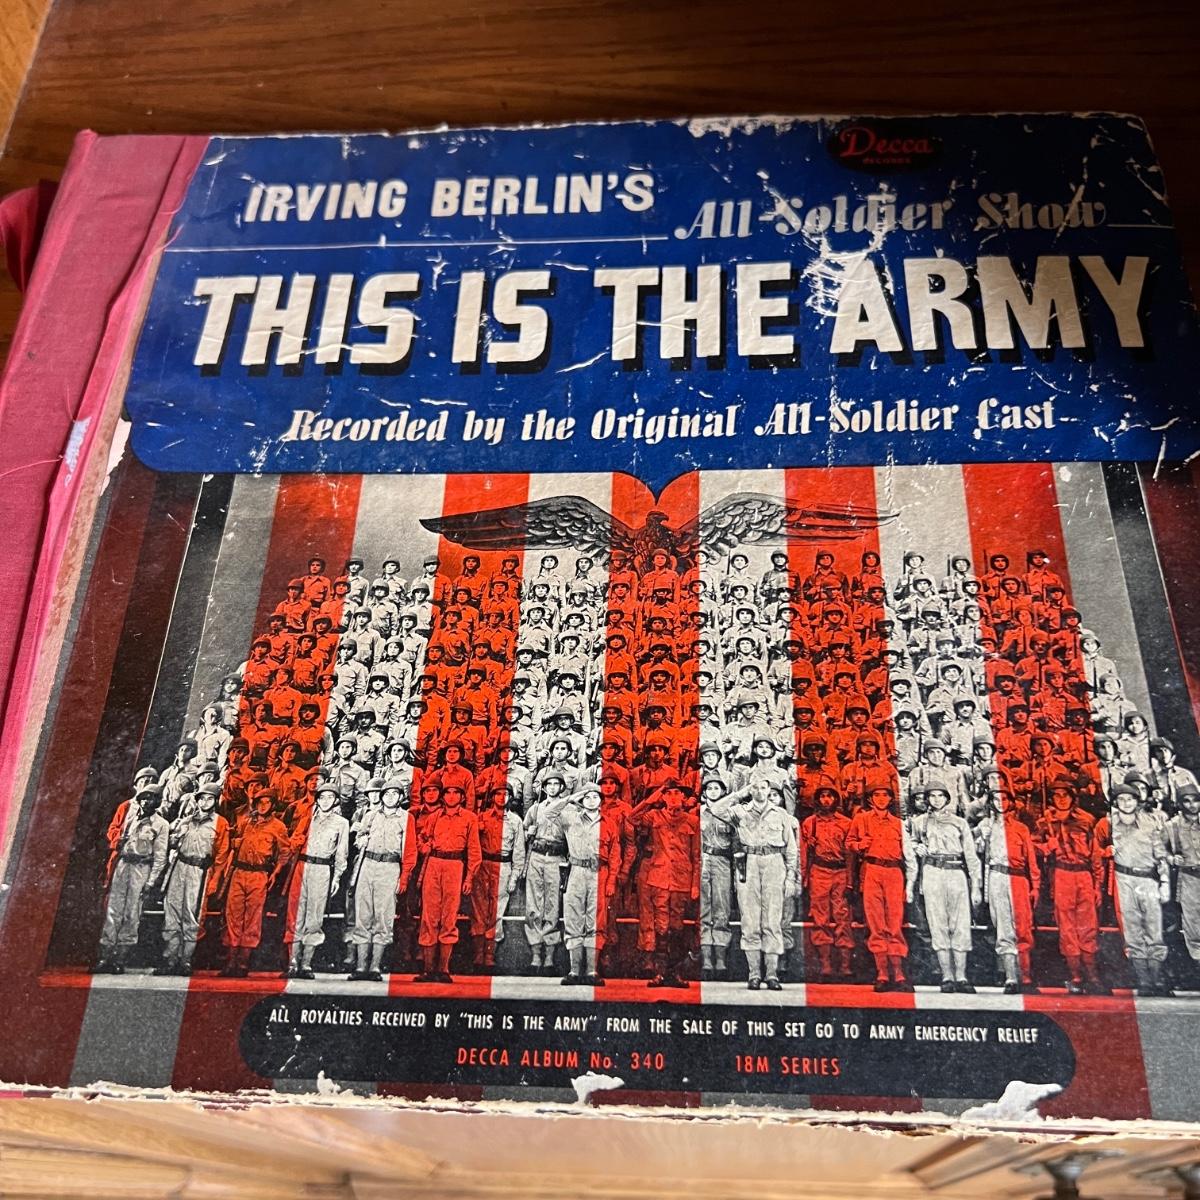 Decca
RECORDS
IRVING BERLIN'S All-Soldier Show
THIS IS THE ARMY
Recorded by the Original All-Soldier Cast
ALL ROYALTIES RECEIVED BY "THIS IS THE ARMY" FROM THE SALE OF THIS SET GO TO ARMY EMERGENCY RELIEF
DECCA ALBUM No. 340 18M SERIES